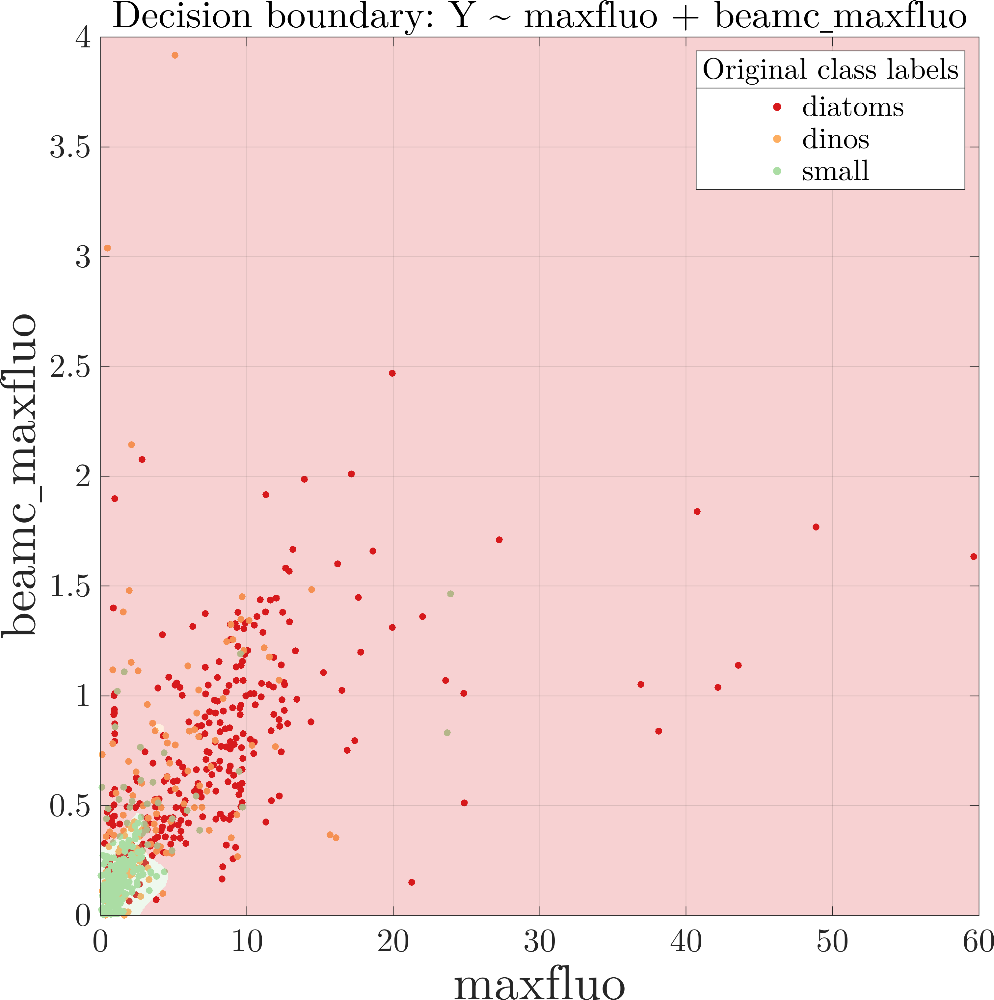 Decision boundary: Y ~ maxfluo + beamc_maxfluo
Original class labels
diatoms
dinos
small
beamc_maxfluo
4
3.5
3
2.5
2
1.5
1
0.5
0
0 10 20 30 40 50 60
maxfluo